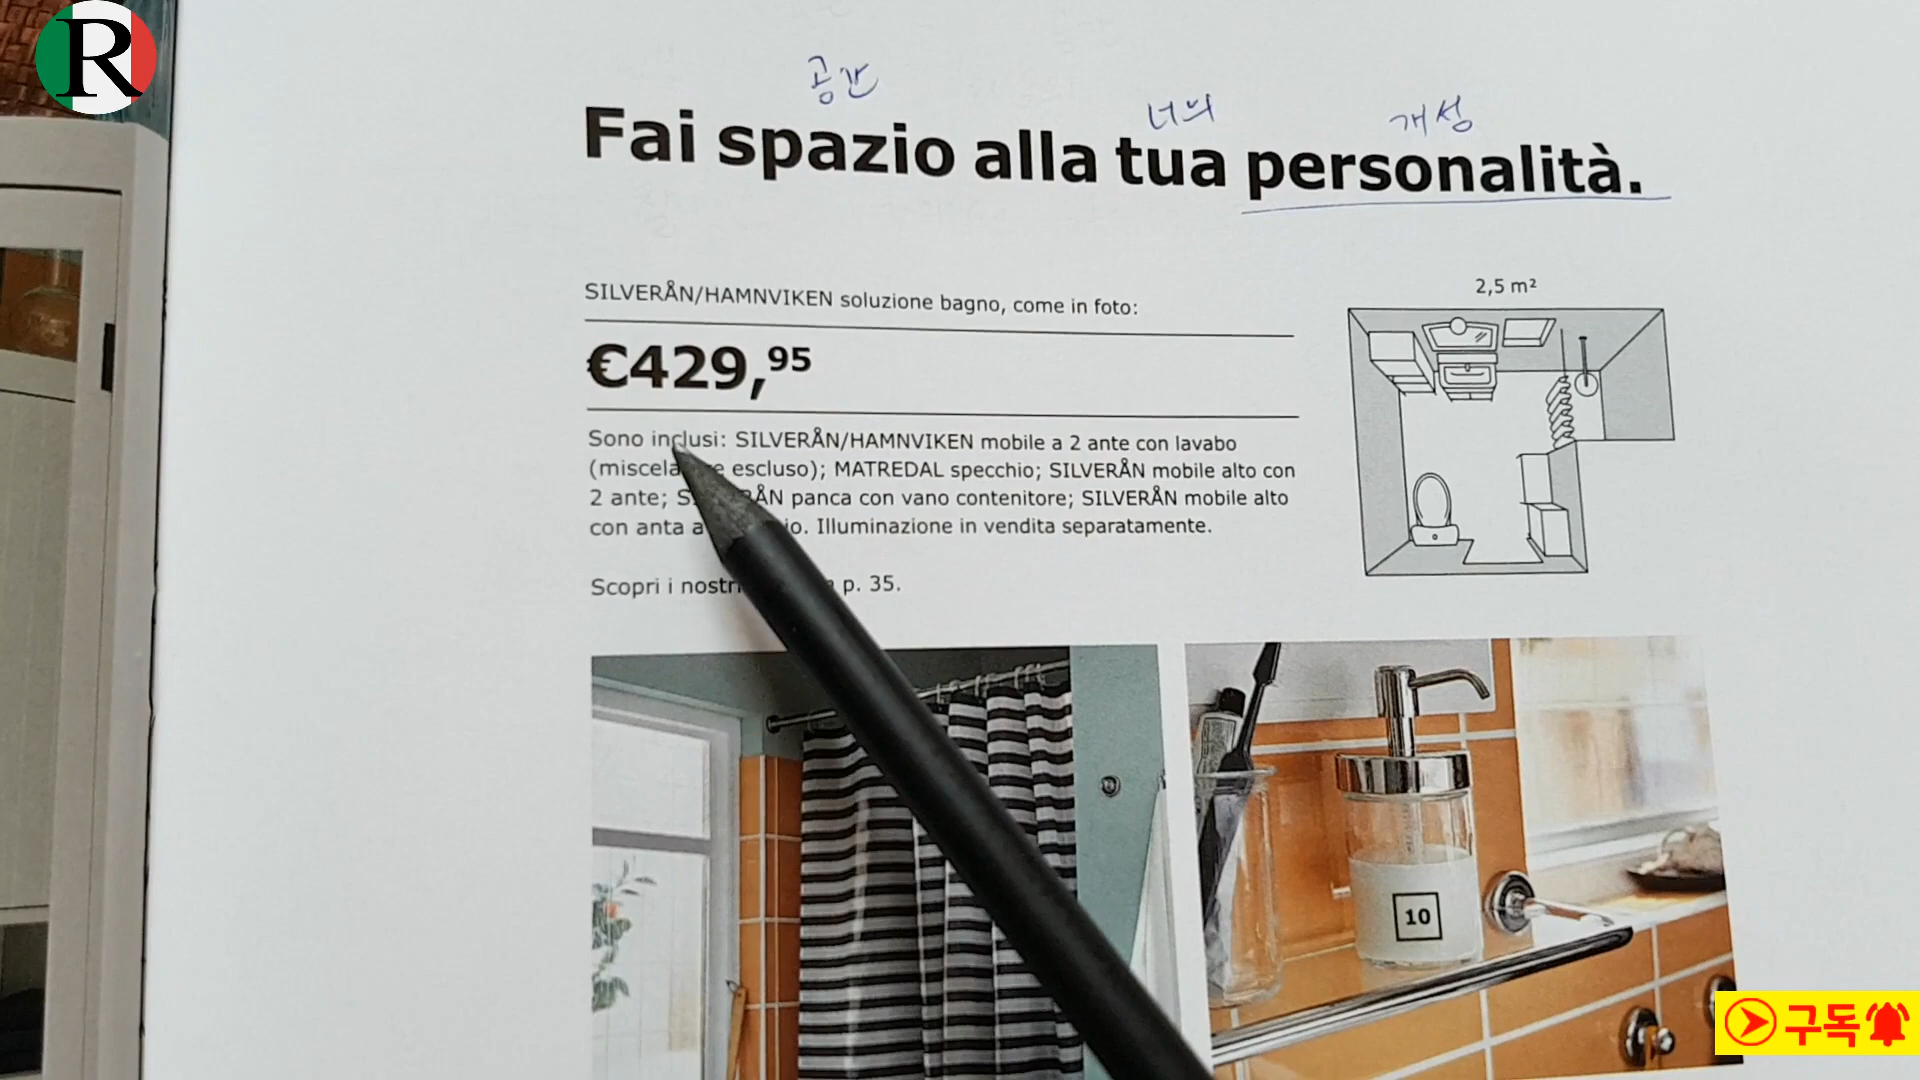 R
공간 너의 개성
Fai spazio alla tua personalità.
SILVERÅN/HAMNVIKEN soluzione bagno, come in foto:
2,5 m²
€429,95
Sono inclusi: SILVERÅN/HAMNVIKEN mobile a 2 ante con lavabo
escluso); MATREDAL specchio; SILVERÅN mobile alto con
2 ante; panca con vano contenitore; SILVERÅN mobile alto
con anta Illuminazione in vendita separatamente.
Scopri i nostri p. 35.
10
구독